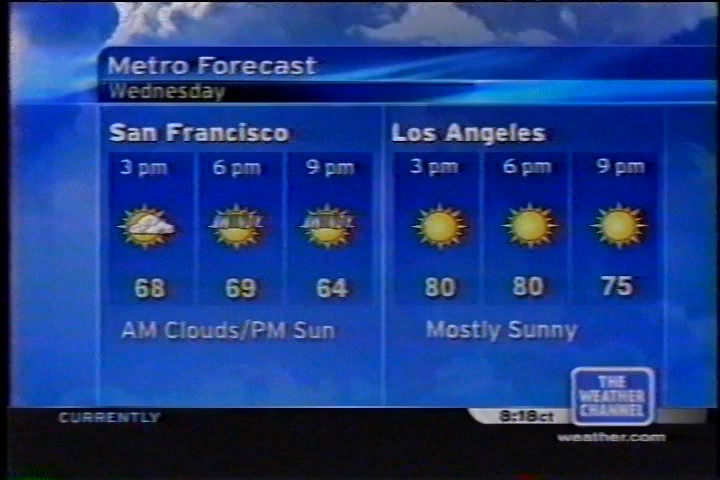 Metro Forecast
Wednesday
San Francisco
3 pm 6 pm 9 pm
68 69 64
AM Clouds/PM Sun
Los Angeles
3 pm 6 pm 9 pm
80 80 75
Mostly Sunny
THE
WEATHER
CHANNEL
CURRENTLY
8:18CT
weather.com